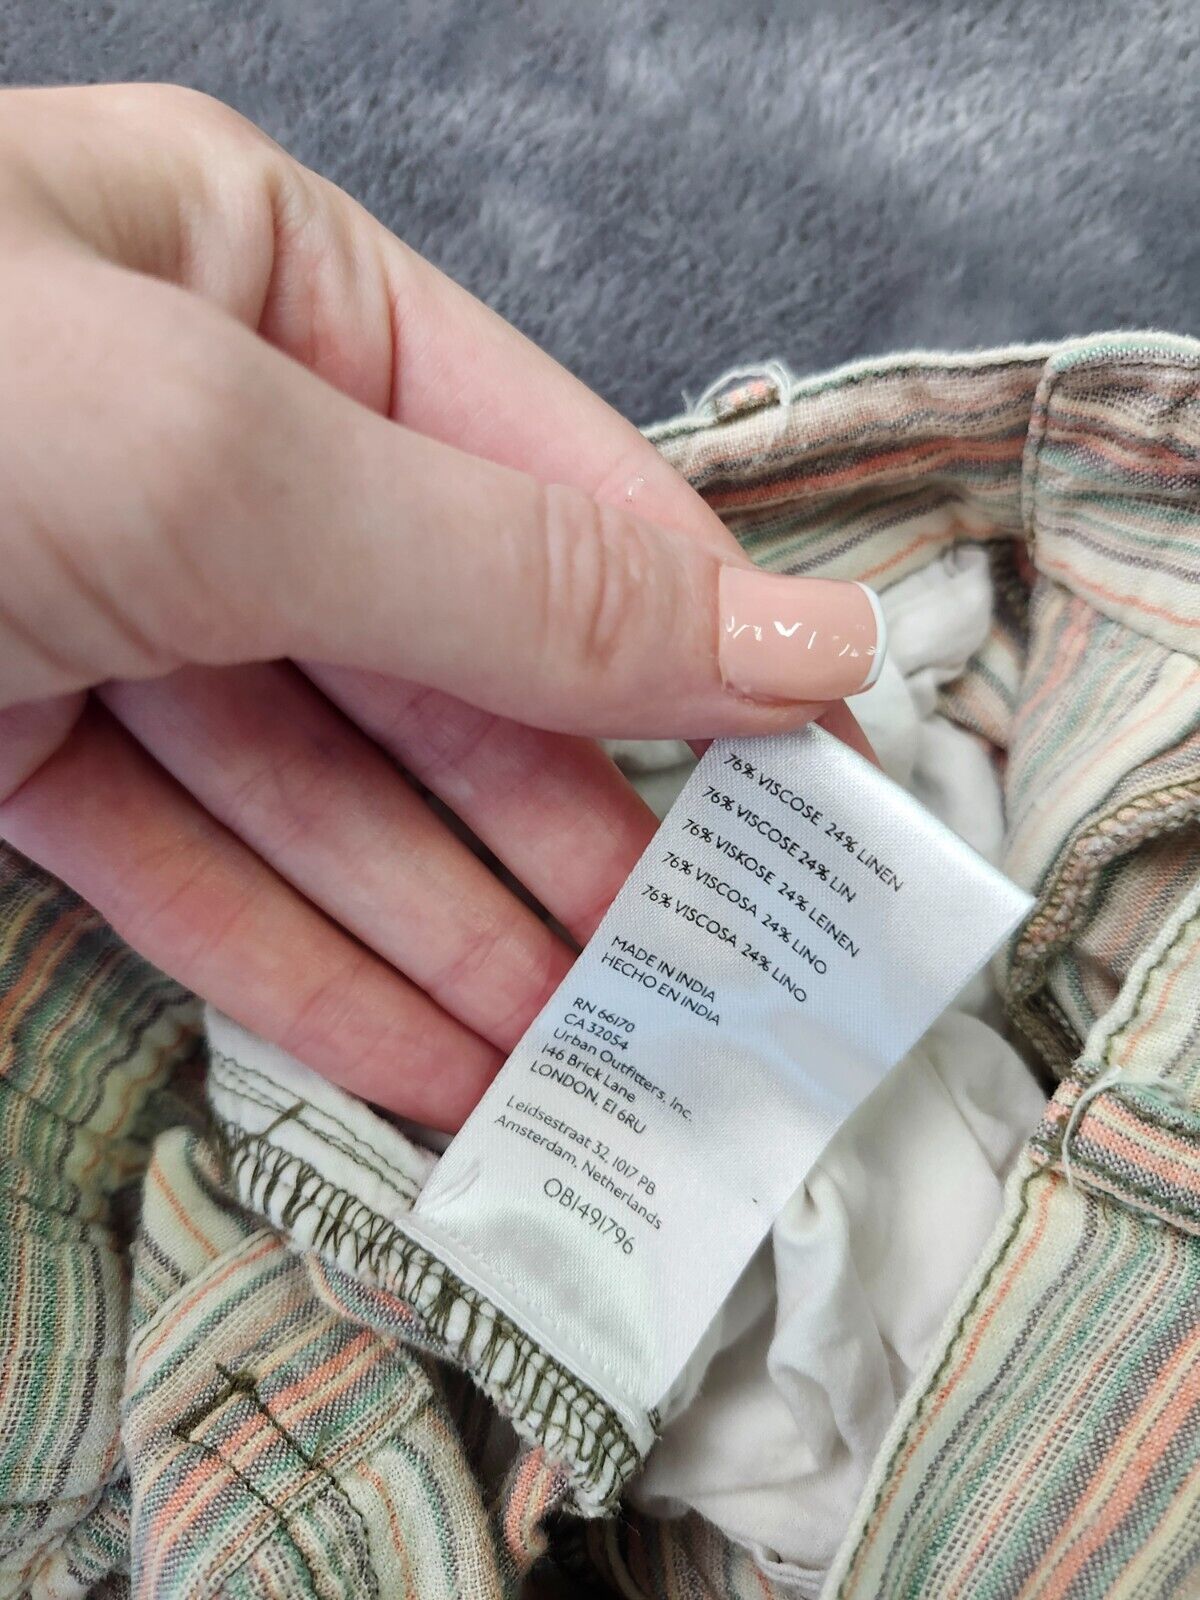 76% VISCOSE 24% LINEN
76% VISCOSE 24% LIN
76% VISKOSE 24% LEINEN
76% VISCOSA 24% LINO
76% VISCOSA 24% LINO
MADE IN INDIA
HECHO EN INDIA
RN 66170
CA 32054
Urban Outfitters, Inc.
146 Brick Lane
LONDON, E1 6RU
Leidsestraat 32, 1017 PB
Amsterdam, Netherlands
OB1491796